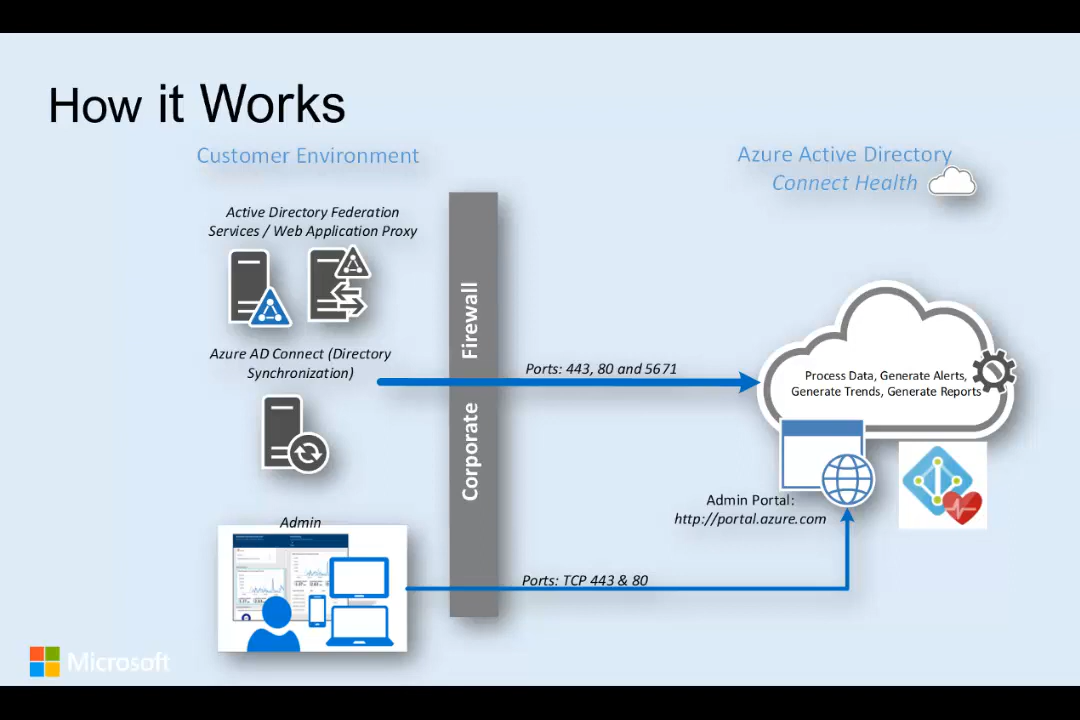 How it Works
Customer Environment
Azure Active Directory
Connect Health
Active Directory Federation
Services / Web Application Proxy
Azure AD Connect (Directory
Synchronization)
Corporate Firewall
Ports: 443, 80 and 5671
Process Data, Generate Alerts,
Generate Trends, Generate Reports
Admin Portal:
http://portal.azure.com
Admin
Ports: TCP 443 & 80
Microsoft